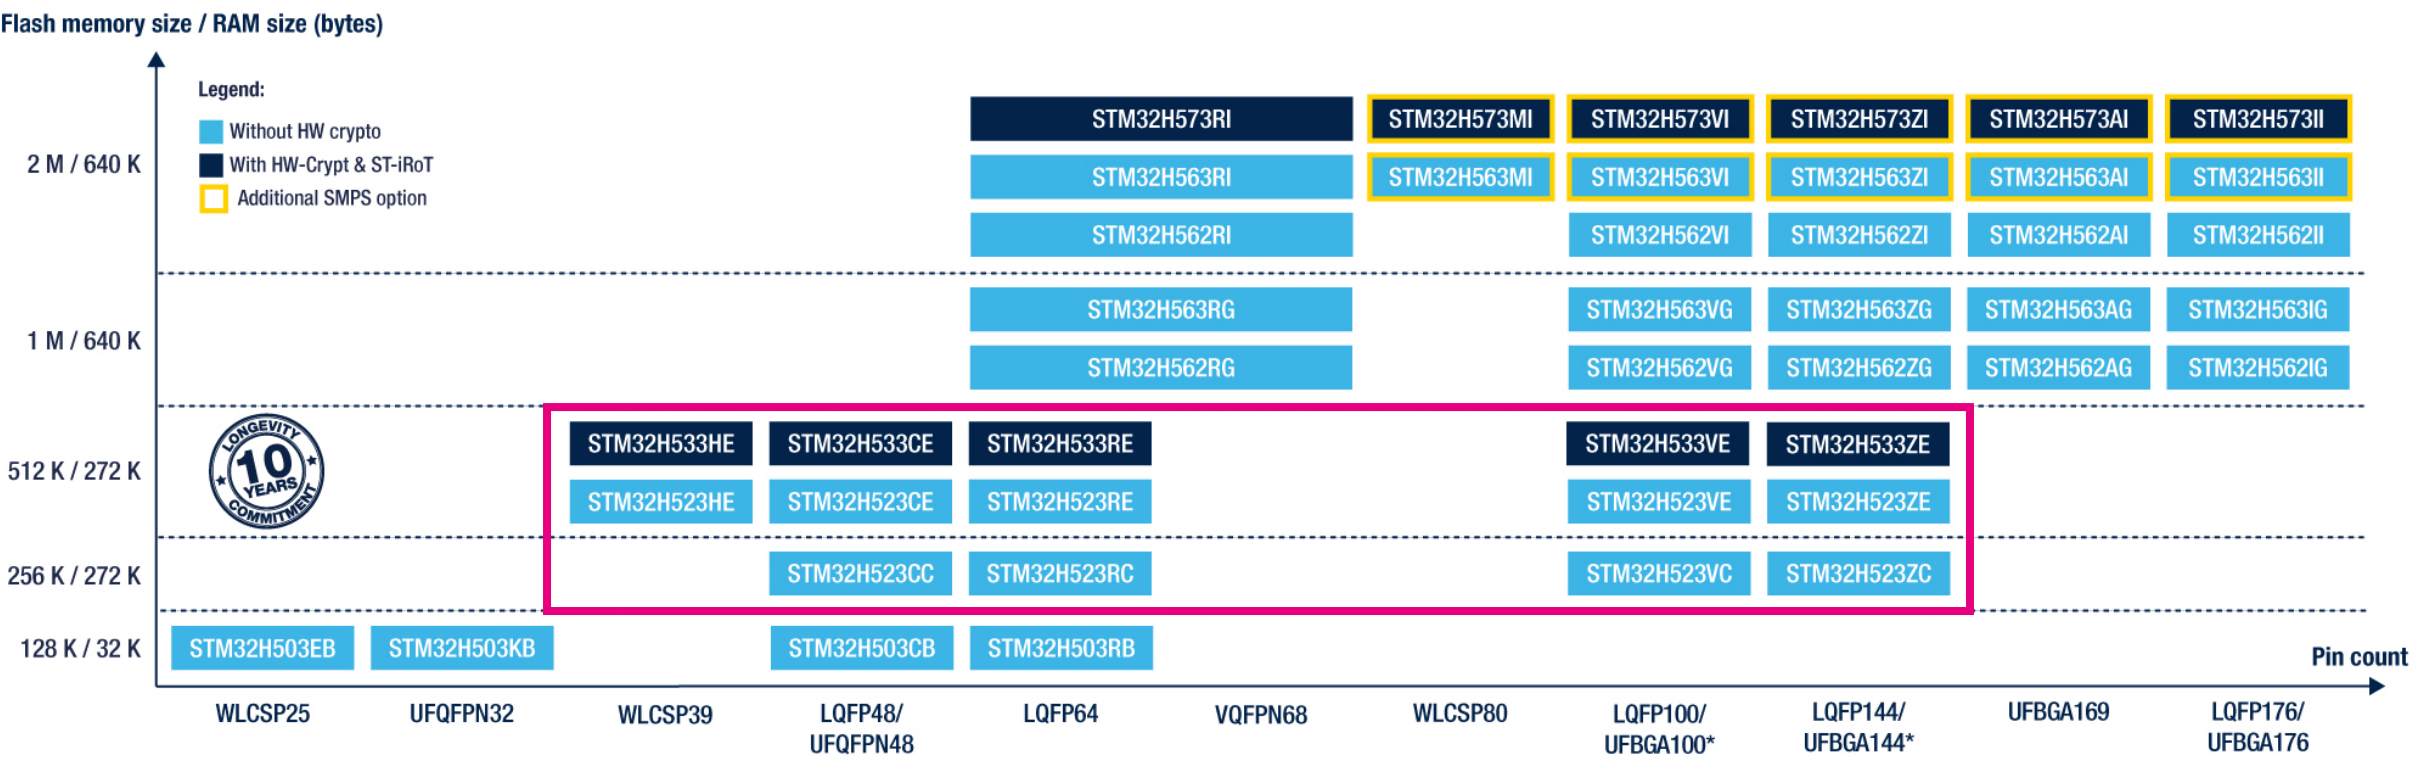 Flash memory size / RAM size (bytes)
Legend:
Without HW crypto
With HW-Crypt & ST-iRoT
Additional SMPS option
2 M / 640 K
STM32H573RI STM32H573MI STM32H573VI STM32H573ZI STM32H573AI STM32H573II
STM32H563RI STM32H563MI STM32H563VI STM32H563ZI STM32H563AI STM32H563II
STM32H562RI STM32H562VI STM32H562ZI STM32H562AI STM32H562II
1 M / 640 K
STM32H563RG STM32H563VG STM32H563ZG STM32H563AG STM32H563IG
STM32H562RG STM32H562VG STM32H562ZG STM32H562AG STM32H562IG
512 K / 272 K
LONGEVITY
10
YEARS
COMMITMENT
STM32H533HE STM32H533CE STM32H533RE STM32H533VE STM32H533ZE
STM32H523HE STM32H523CE STM32H523RE STM32H523VE STM32H523ZE
256 K / 272 K
STM32H523CC STM32H523RC STM32H523VC STM32H523ZC
128 K / 32 K
STM32H503EB STM32H503KB STM32H503CB STM32H503RB
Pin count
WLCSP25 UFQFPN32 WLCSP39 LQFP48/ LQFP64 VQFPN68 WLCSP80 LQFP100/ LQFP144/ UFBGA169 LQFP176/
UFQFPN48 UFBGA100* UFBGA144* UFBGA176